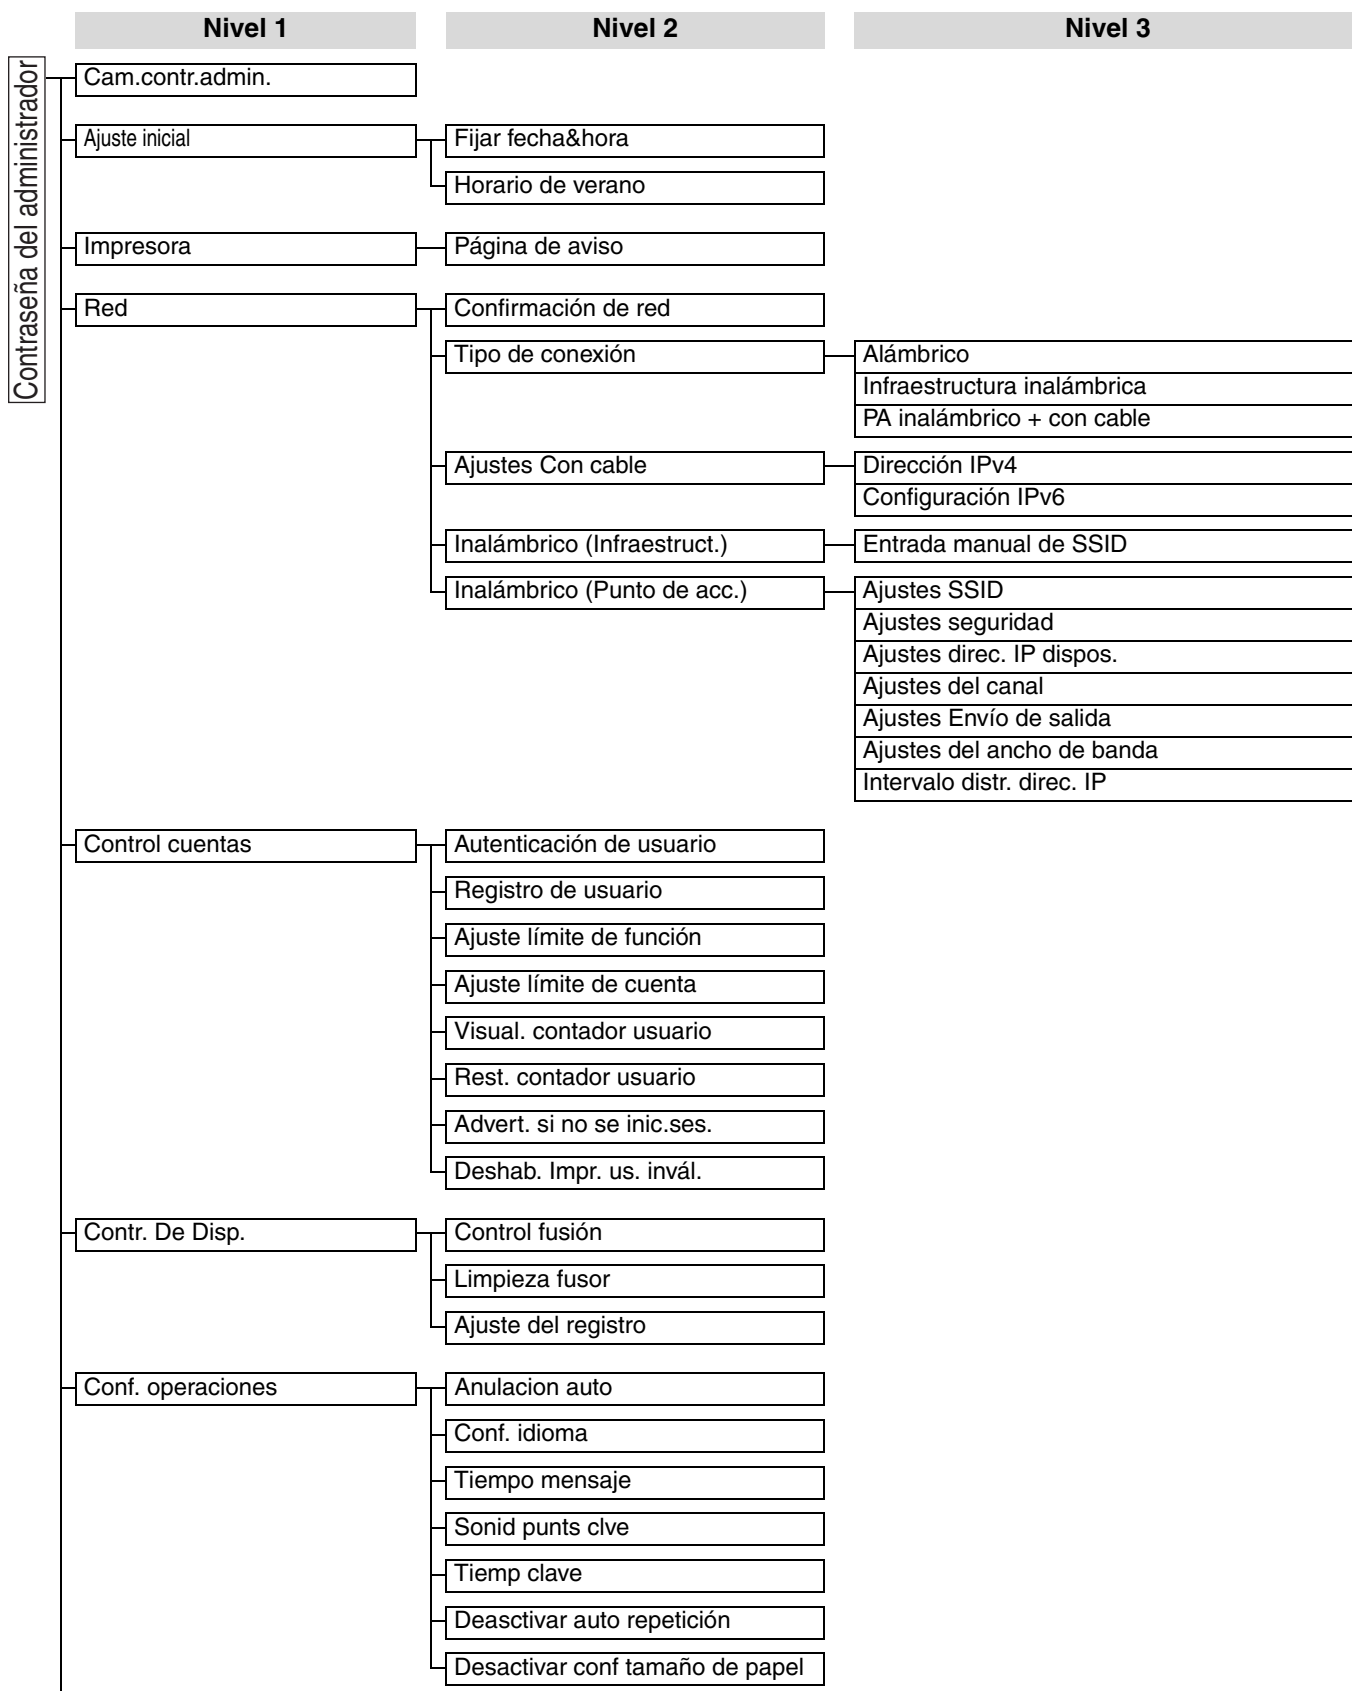 Nivel 1 Nivel 2 Nivel 3
Contraseña del administrador
Cam.contr.admin.
Ajuste inicial Fijar fecha&hora
Horario de verano
Impresora Página de aviso
Red Confirmación de red
Tipo de conexión Alámbrico
Infraestructura inalámbrica
PA inalámbrico + con cable
Ajustes Con cable Dirección IPv4
Configuración IPv6
Inalámbrico (Infraestruct.) Entrada manual de SSID
Inalámbrico (Punto de acc.) Ajustes SSID
Ajustes seguridad
Ajustes direc. IP dispos.
Ajustes del canal
Ajustes Envío de salida
Ajustes del ancho de banda
Intervalo distr. direc. IP
Control cuentas Autenticación de usuario
Registro de usuario
Ajuste límite de función
Ajuste límite de cuenta
Visual. contador usuario
Rest. contador usuario
Advert. si no se inic.ses.
Deshab. Impr. us. invál.
Contr. De Disp. Control fusión
Limpieza fusor
Ajuste del registro
Conf. operaciones Anulacion auto
Conf. idioma
Tiempo mensaje
Sonid punts clve
Tiemp clave
Deasctivar auto repetición
Desactivar conf tamaño de papel